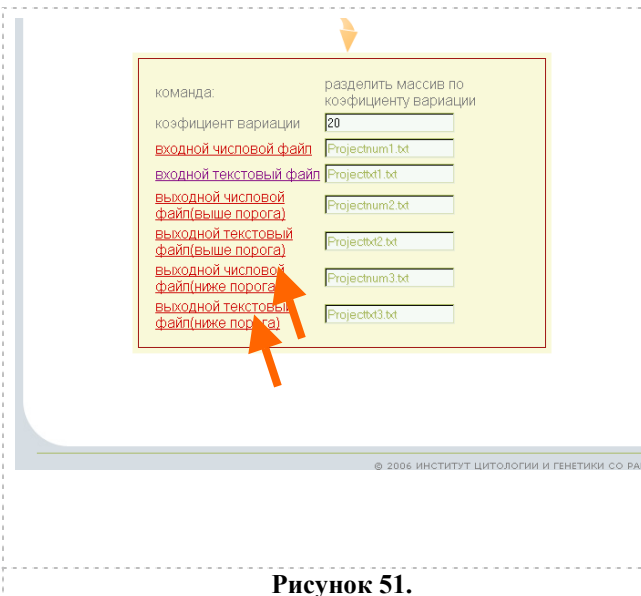 команда:
разделить массив по
коэфициенту вариации
коэфициент вариации
20
входной числовой файл
Projectnum1.txt
входной текстовый файл
Projecttxt1.txt
выходной числовой
файл(выше порога)
Projectnum2.txt
выходной текстовый
файл(выше порога)
Projecttxt2.txt
выходной числовой
файл(ниже порога)
Projectnum3.txt
выходной текстовый
файл(ниже порога)
Projecttxt3.txt
© 2006 ИНСТИТУТ ЦИТОЛОГИИ И ГЕНЕТИКИ СО РА
Рисунок 51.